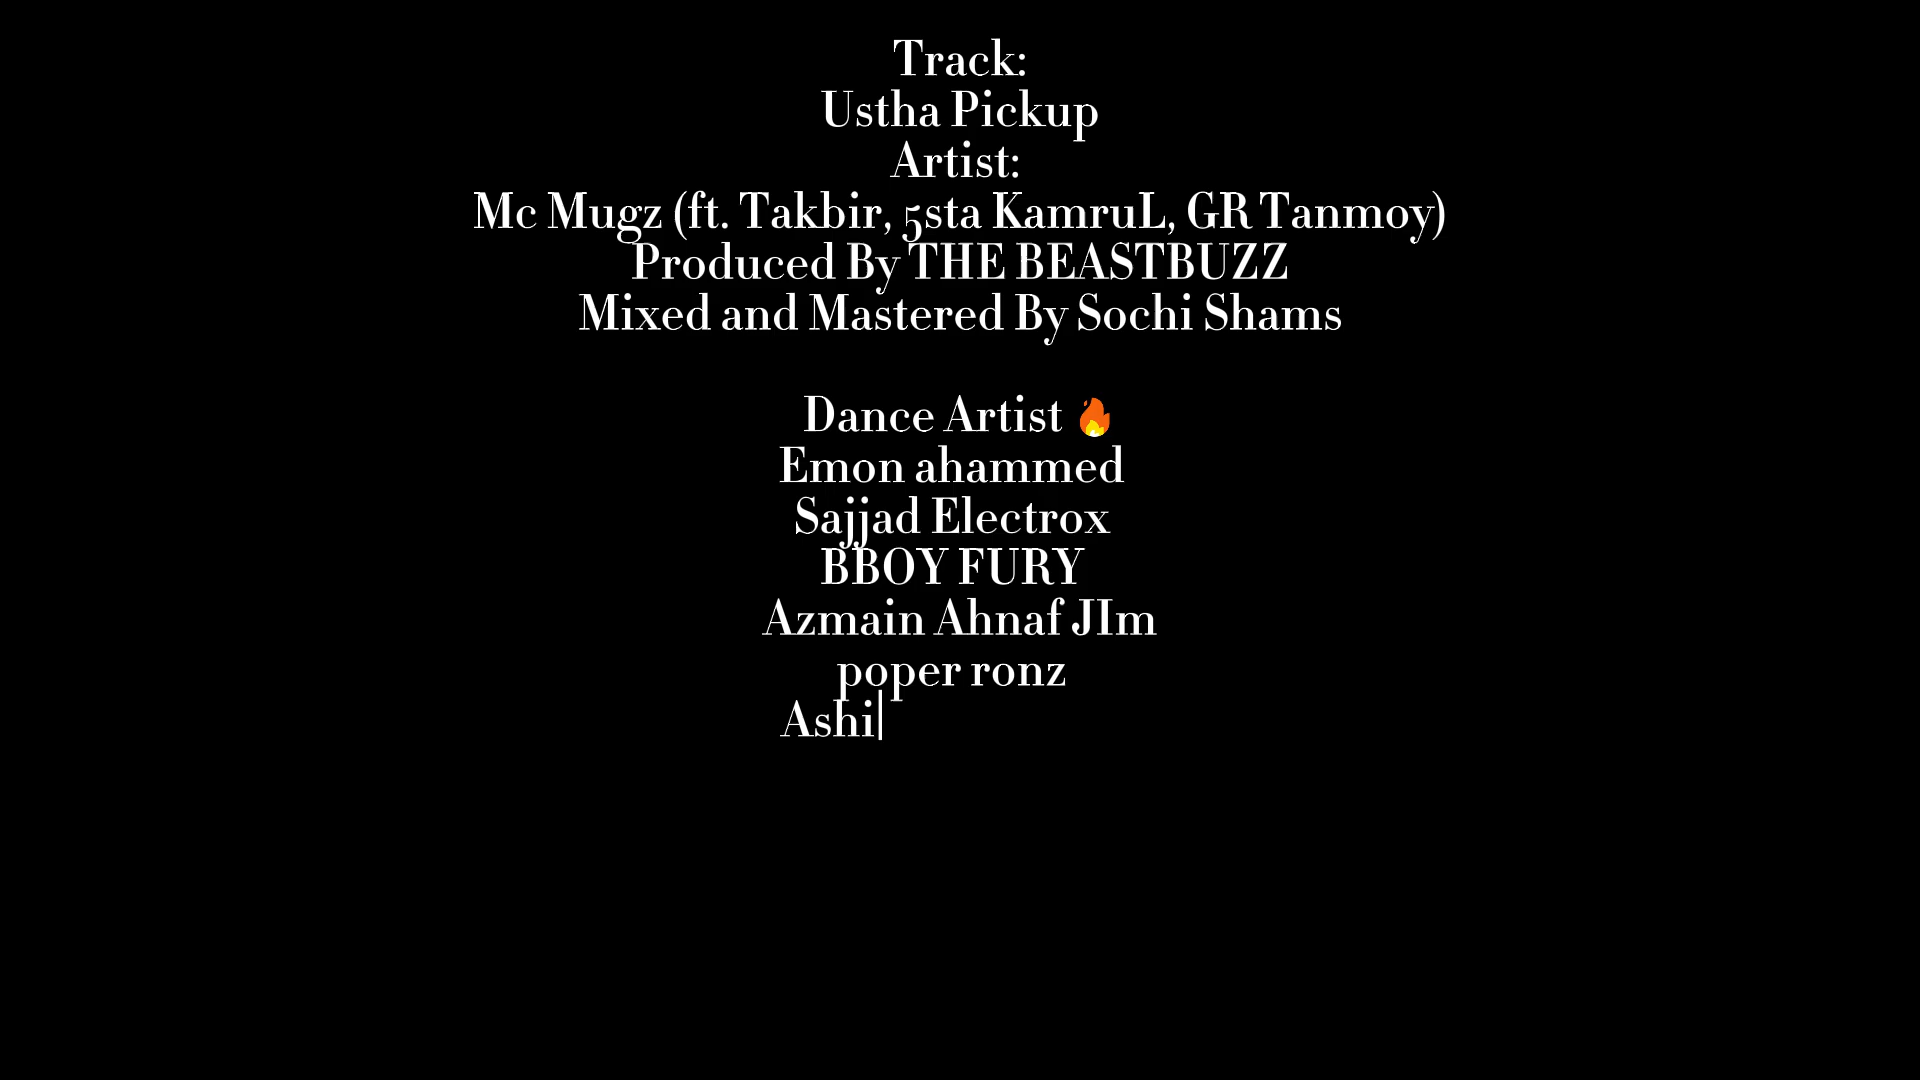 Track:
Ustha Pickup
Artist:
Mc Mugz (ft. Takbir, 5sta KamruL, GR Tanmoy)
Produced By THE BEASTBUZZ
Mixed and Mastered By Sochi Shams
Dance Artist 🔥
Emon ahammed
Sajjad Electrox
BBOY FURY
Azmain Ahnaf JIm
poper ronz
Ashi